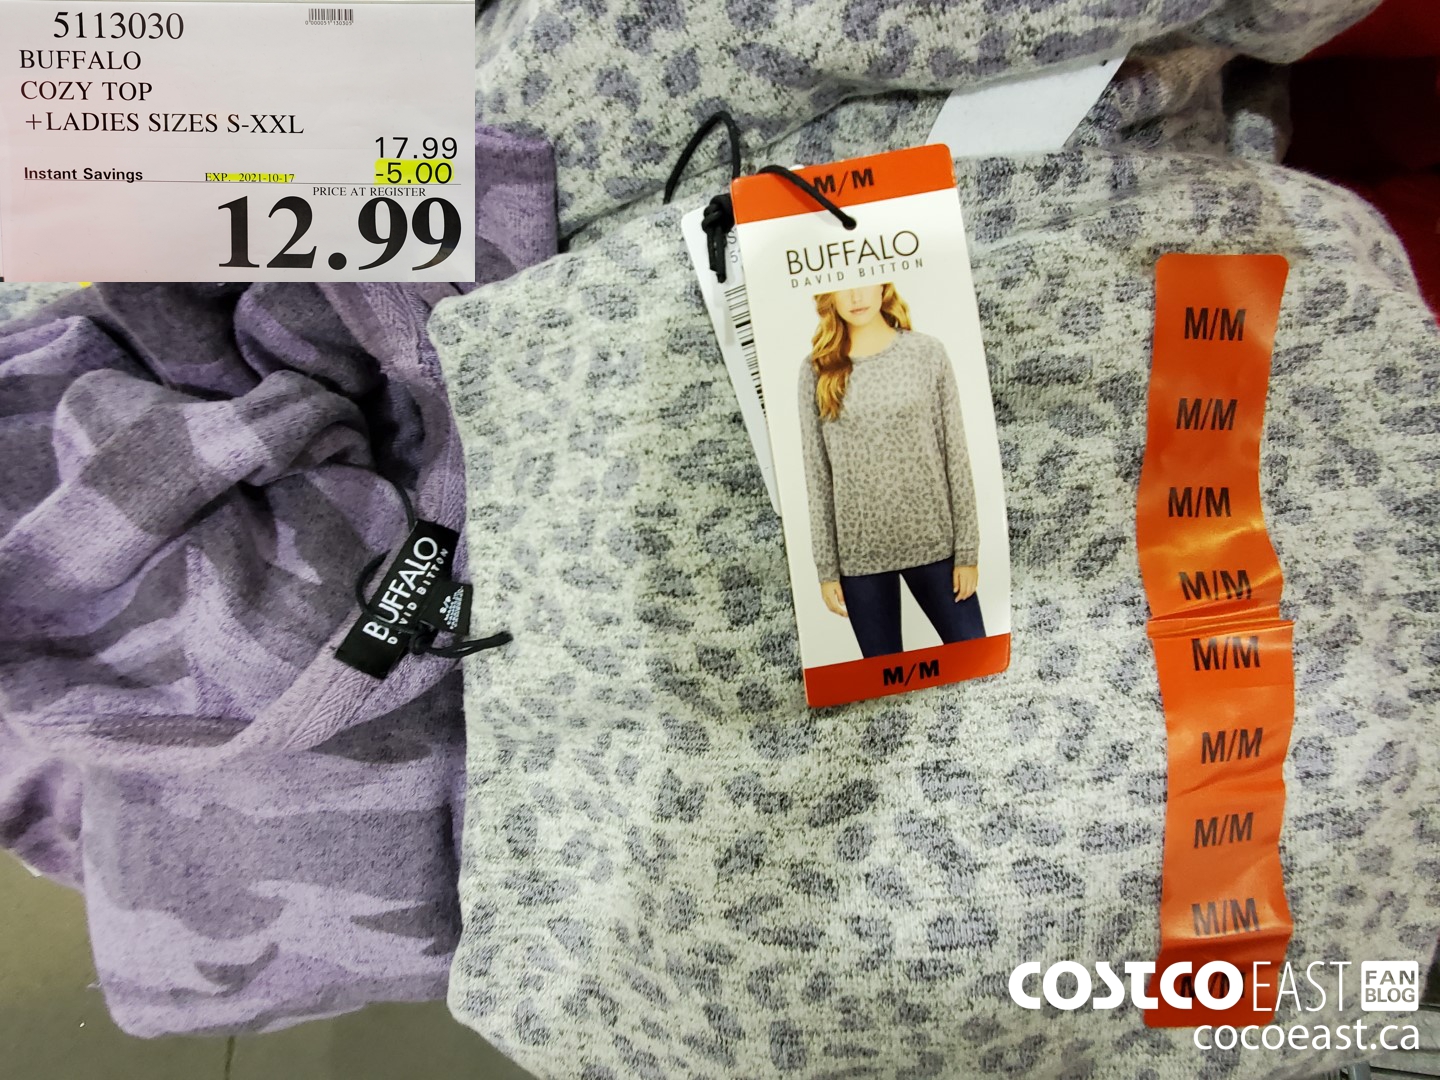 5113030
BUFFALO
COZY TOP
+LADIES SIZES S-XXL
17.99
Instant Savings EXP. 2021-10-17 -5.00
PRICE AT REGISTER
12.99
M/M
BUFFALO
DAVID BITTON
M/M
BUFFALO
DAVID BITTON
M/M
M/M
M/M
M/M
M/M
M/M
M/M
M/M
COSTCO EAST FAN BLOG
cocoeast.ca